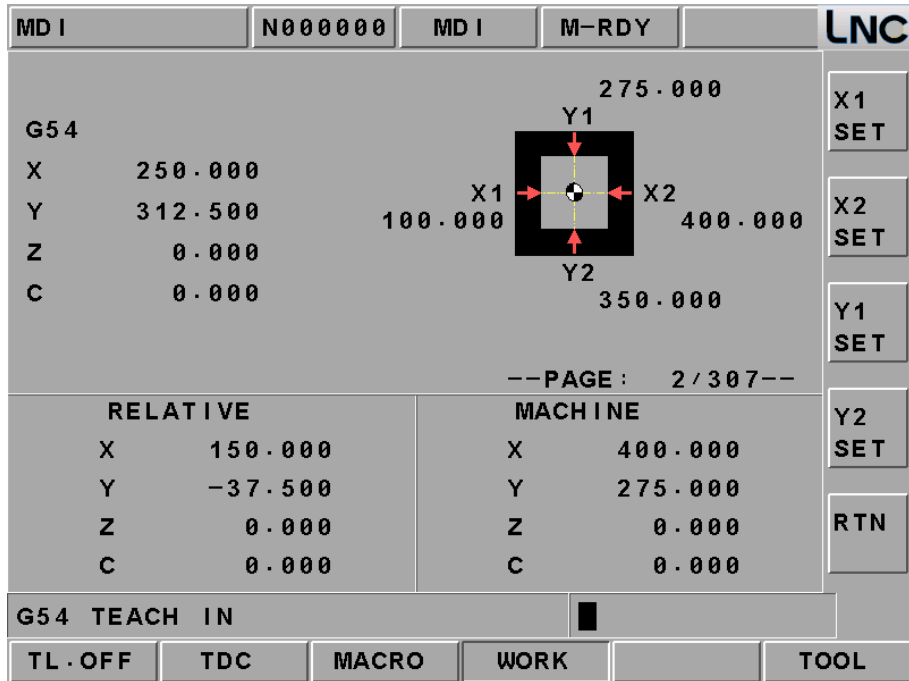 MDI N000000 MDI M-RDY LNC
275.000
Y1
G54
X 250.000
X1 X2
Y 312.500
100.000 400.000
Z 0.000
Y2
C 0.000
350.000
--PAGE: 2/307--
RELATIVE
X 150.000
Y -37.500
Z 0.000
C 0.000
MACHINE
X 400.000
Y 275.000
Z 0.000
C 0.000
X1
SET
X2
SET
Y1
SET
Y2
SET
RTN
G54 TEACH IN
TL.OFF TDC MACRO WORK TOOL